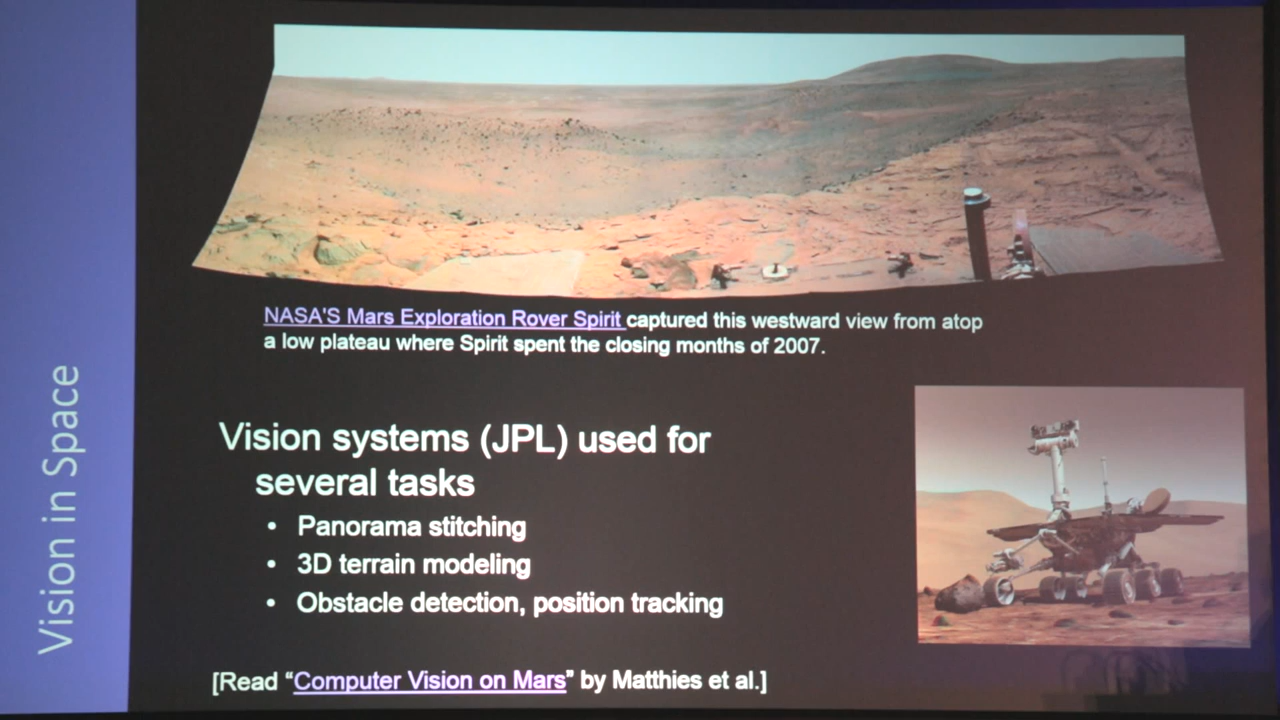 Vision in Space
NASA'S Mars Exploration Rover Spirit captured this westward view from atop
a low plateau where Spirit spent the closing months of 2007.
Vision systems (JPL) used for
several tasks
• Panorama stitching
• 3D terrain modeling
• Obstacle detection, position tracking
[Read “Computer Vision on Mars” by Matthies et al.]